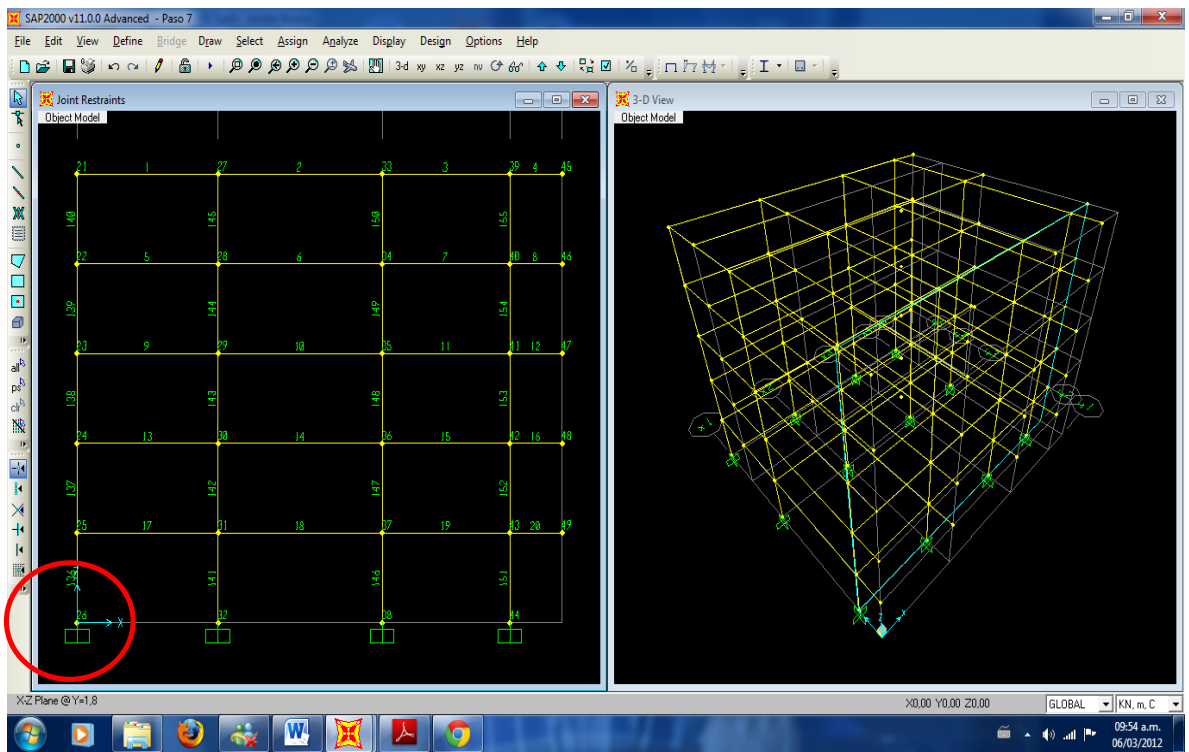 SAP2000 v11.0.0 Advanced - Paso 7
File Edit View Define Bridge Draw Select Assign Analyze Display Design Options Help
3-d xy xz yz nv
Joint Restraints
Object Model
21 1 27 2 33 3 39 4 45
140 145 150 155
22 5 28 6 34 7 40 8 46
139 144 149 154
23 9 29 10 35 11 41 12 47
138 143 148 153
24 13 30 14 36 15 42 16 48
137 142 147 152
25 17 31 18 37 19 43 20 49
136 141 146 151
26 X 32 38 44
3-D View
Object Model
x 1
Z
all
ps
clr
X-Z Plane @ Y=1,8
X0,00 Y0,00 Z0,00
GLOBAL
KN, m, C
09:54 a.m.
06/03/2012